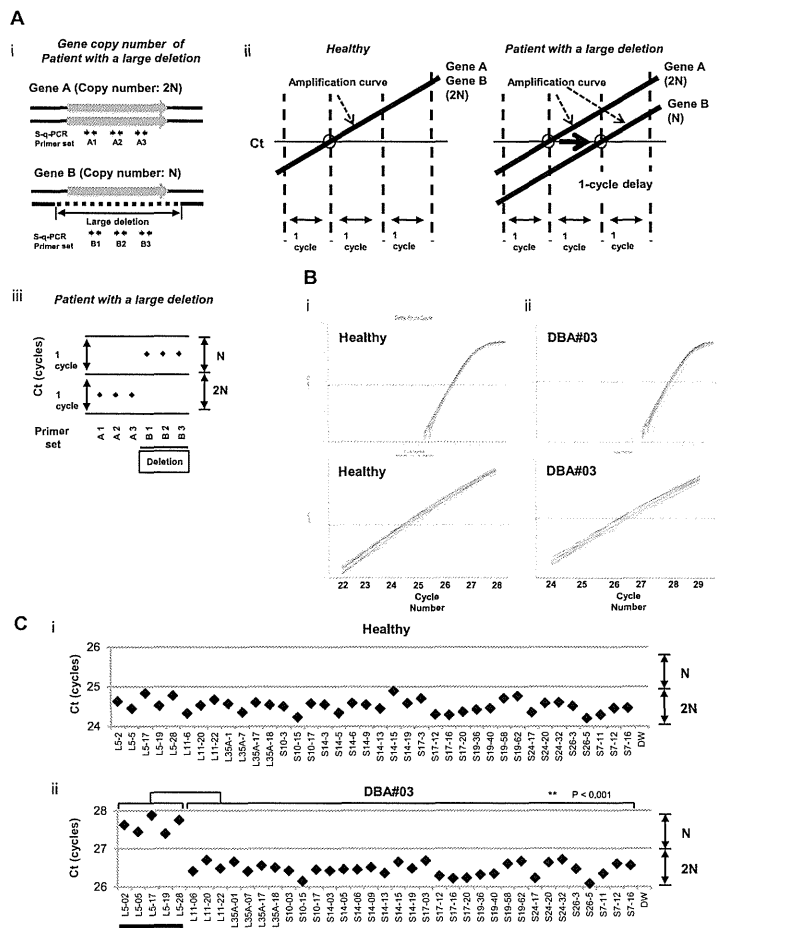 A
i
Gene copy number of
Patient with a large deletion
Gene A (Copy number: 2N)
S-q-PCR
Primer set
A1 A2 A3
Gene B (Copy number: N)
Large deletion
S-q-PCR
Primer set
B1 B2 B3
ii
Healthy
Patient with a large deletion
Amplification curve
Gene A
Gene B
(2N)
Amplification curve
Gene A
(2N)
Gene B
(N)
Ct
1-cycle delay
1 cycle
1 cycle
1 cycle
1 cycle
1 cycle
1 cycle
iii
Patient with a large deletion
Ct (cycles)
1 cycle
1 cycle
N
2N
Primer set
A 1
A 2
A 3
B 1
B 2
B 3
Deletion
B
i
Healthy
ii
DBA#03
Healthy
DBA#03
22 23 24 25 26 27 28
Cycle
Number
24 25 26 27 28 29
Cycle
Number
C
i
Healthy
Ct (cycles)
26
25
24
N
2N
L5-2
L5-5
L5-17
L5-19
L5-28
L11-6
L11-20
L11-22
L35A-1
L35A-7
L35A-17
L35A-18
S10-3
S10-15
S10-17
S14-3
S14-5
S14-6
S14-9
S14-13
S14-15
S14-19
S17-3
S17-12
S17-16
S17-20
S19-36
S19-40
S19-58
S19-62
S24-17
S24-20
S24-32
S26-3
S26-5
S7-11
S7-12
S7-16
DW
ii
DBA#03
** P < 0,001
Ct (cycles)
28
27
26
N
2N
L5-02
L5-05
L5-17
L5-19
L5-28
L11-06
L11-20
L11-22
L35A-01
L35A-07
L35A-17
L35A-18
S10-03
S10-15
S10-17
S14-03
S14-05
S14-06
S14-09
S14-13
S14-15
S14-19
S17-03
S17-12
S17-16
S17-20
S19-36
S19-40
S19-58
S19-62
S24-17
S24-20
S24-32
S26-3
S26-5
S7-11
S7-12
S7-16
DW